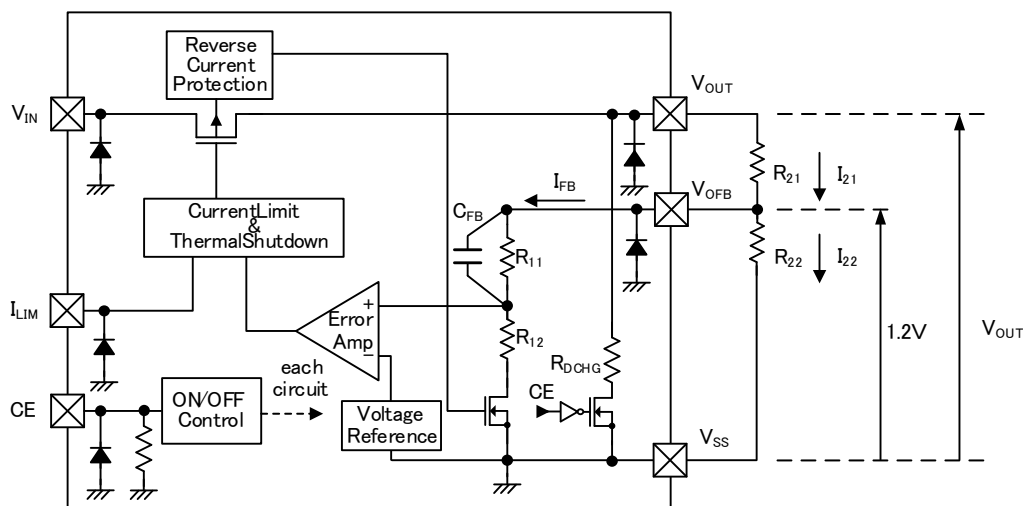 Reverse
Current
Protection
VIN
VOUT
R21
I21
IFB
VOFB
CFB
CurrentLimit
&
ThermalShutdown
R11
R22
I22
ILIM
+
Error
Amp
−
R12
1.2V
VOUT
RDCHG
each
circuit
CE
ON/OFF
Control
CE
Voltage
Reference
VSS